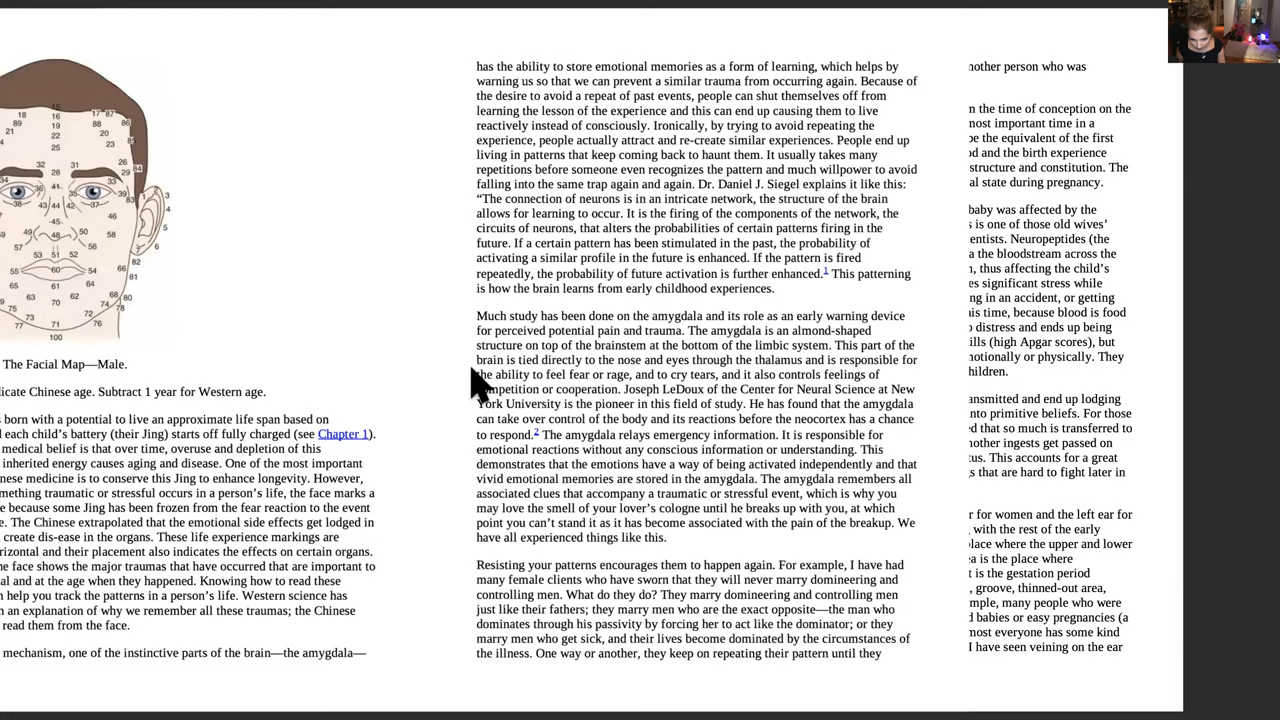 The Facial Map—Male.
dicate Chinese age. Subtract 1 year for Western age.
born with a potential to live an approximate life span based on
each child’s battery (their Jing) starts off fully charged (see Chapter 1).
medical belief is that over time, overuse and depletion of this
inherited energy causes aging and disease. One of the most important
nese medicine is to conserve this Jing to enhance longevity. However,
mething traumatic or stressful occurs in a person’s life, the face marks a
e because some Jing has been frozen from the fear reaction to the event
e. The Chinese extrapolated that the emotional side effects get lodged in
create dis-ease in the organs. These life experience markings are
rizontal and their placement also indicates the effects on certain organs.
he face shows the major traumas that have occurred that are important to
al and at the age when they happened. Knowing how to read these
n help you track the patterns in a person’s life. Western science has
n an explanation of why we remember all these traumas; the Chinese
read them from the face.
mechanism, one of the instinctive parts of the brain—the amygdala—
has the ability to store emotional memories as a form of learning, which helps by
warning us so that we can prevent a similar trauma from occurring again. Because of
the desire to avoid a repeat of past events, people can shut themselves off from
learning the lesson of the experience and this can end up causing them to live
reactively instead of consciously. Ironically, by trying to avoid repeating the
experience, people actually attract and re-create similar experiences. People end up
living in patterns that keep coming back to haunt them. It usually takes many
repetitions before someone even recognizes the pattern and much willpower to avoid
falling into the same trap again and again. Dr. Daniel J. Siegel explains it like this:
“The connection of neurons is in an intricate network, the structure of the brain
allows for learning to occur. It is the firing of the components of the network, the
circuits of neurons, that alters the probabilities of certain patterns firing in the
future. If a certain pattern has been stimulated in the past, the probability of
activating a similar profile in the future is enhanced. If the pattern is fired
repeatedly, the probability of future activation is further enhanced.1 This patterning
is how the brain learns from early childhood experiences.
Much study has been done on the amygdala and its role as an early warning device
for perceived potential pain and trauma. The amygdala is an almond-shaped
structure on top of the brainstem at the bottom of the limbic system. This part of the
brain is tied directly to the nose and eyes through the thalamus and is responsible for
the ability to feel fear or rage, and to cry tears, and it also controls feelings of
competition or cooperation. Joseph LeDoux of the Center for Neural Science at New
York University is the pioneer in this field of study. He has found that the amygdala
can take over control of the body and its reactions before the neocortex has a chance
to respond.2 The amygdala relays emergency information. It is responsible for
emotional reactions without any conscious information or understanding. This
demonstrates that the emotions have a way of being activated independently and that
vivid emotional memories are stored in the amygdala. The amygdala remembers all
associated clues that accompany a traumatic or stressful event, which is why you
may love the smell of your lover’s cologne until he breaks up with you, at which
point you can’t stand it as it has become associated with the pain of the breakup. We
have all experienced things like this.
Resisting your patterns encourages them to happen again. For example, I have had
many female clients who have sworn that they will never marry domineering and
controlling men. What do they do? They marry domineering and controlling men
just like their fathers; they marry men who are the exact opposite—the man who
dominates through his passivity by forcing her to act like the dominator; or they
marry men who get sick, and their lives become dominated by the circumstances of
the illness. One way or another, they keep on repeating their pattern until they
nother person who was
n the time of conception on the
most important time in a
be the equivalent of the first
od and the birth experience
structure and constitution. The
al state during pregnancy.
baby was affected by the
s is one of those old wives’
entists. Neuropeptides (the
a the bloodstream across the
n, thus affecting the child’s
es significant stress while
ng in an accident, or getting
his time, because blood is food
o distress and ends up being
ills (high Apgar scores), but
motionally or physically. They
hildren.
ansmitted and end up lodging
nto primitive beliefs. For those
ed that so much is transferred to
nother ingests get passed on
tus. This accounts for a great
s that are hard to fight later in
r for women and the left ear for
, with the rest of the early
place where the upper and lower
ea is the place where
t is the gestation period
, groove, thinned-out area,
mple, many people who were
d babies or easy pregnancies (a
most everyone has some kind
I have seen veining on the ear